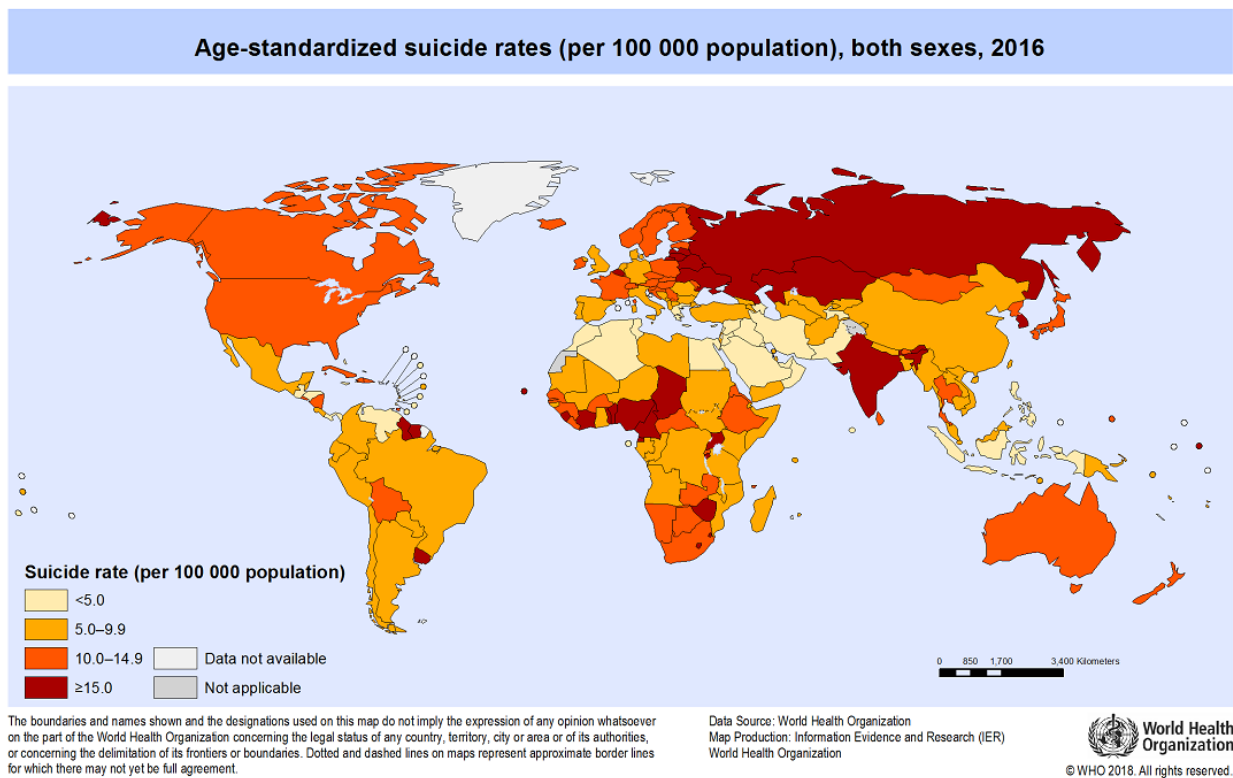 Age-standardized suicide rates (per 100 000 population), both sexes, 2016
Suicide rate (per 100 000 population)
<5.0
5.0–9.9
10.0–14.9
≥15.0
Data not available
Not applicable
0 850 1,700 3,400 Kilometers
The boundaries and names shown and the designations used on this map do not imply the expression of any opinion whatsoever
on the part of the World Health Organization concerning the legal status of any country, territory, city or area or of its authorities,
or concerning the delimitation of its frontiers or boundaries. Dotted and dashed lines on maps represent approximate border lines
for which there may not yet be full agreement.
Data Source: World Health Organization
Map Production: Information Evidence and Research (IER)
World Health Organization
World Health
Organization
© WHO 2018. All rights reserved.